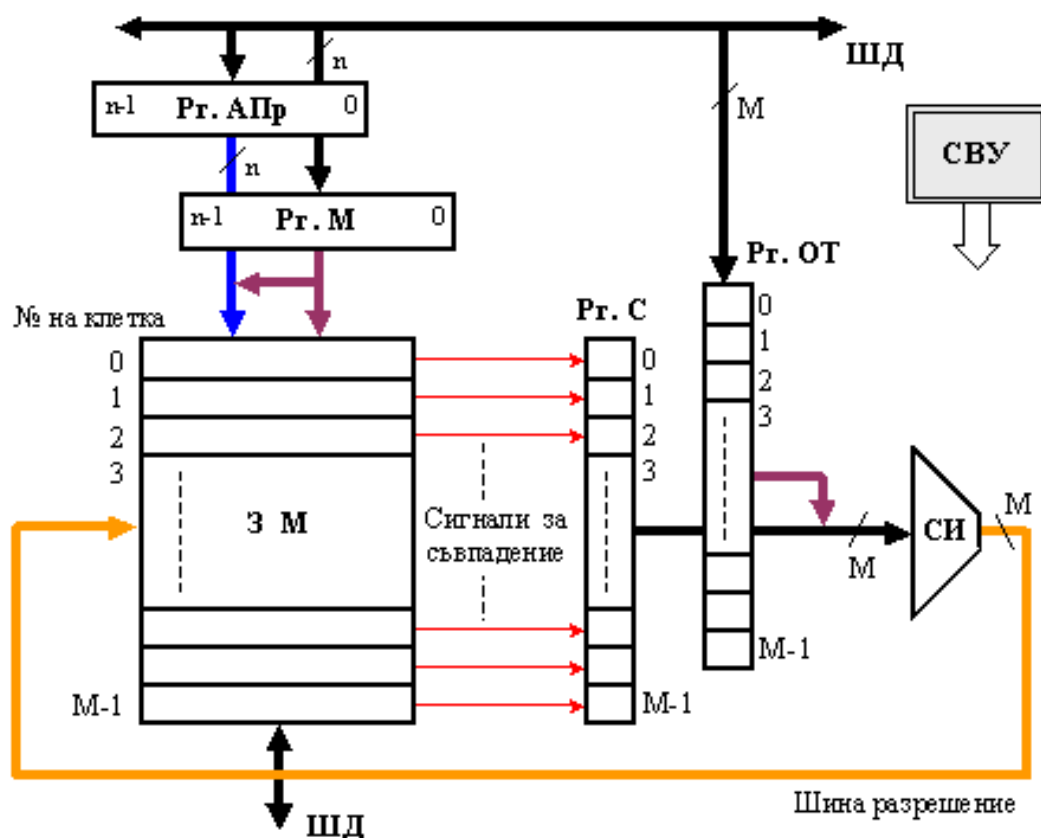 n
ШД
n-1 Рг. АПр 0
М
n
СВУ
n-1 Рг. М 0
Рг. ОТ
№ на клетка
Рг. С
0
0
0
1
1
1
2
2
2
3
3
3
З М
Сигнали за
съвпадение
М
СИ
М
М-1
М-1
М-1
Шина разрешение
ШД